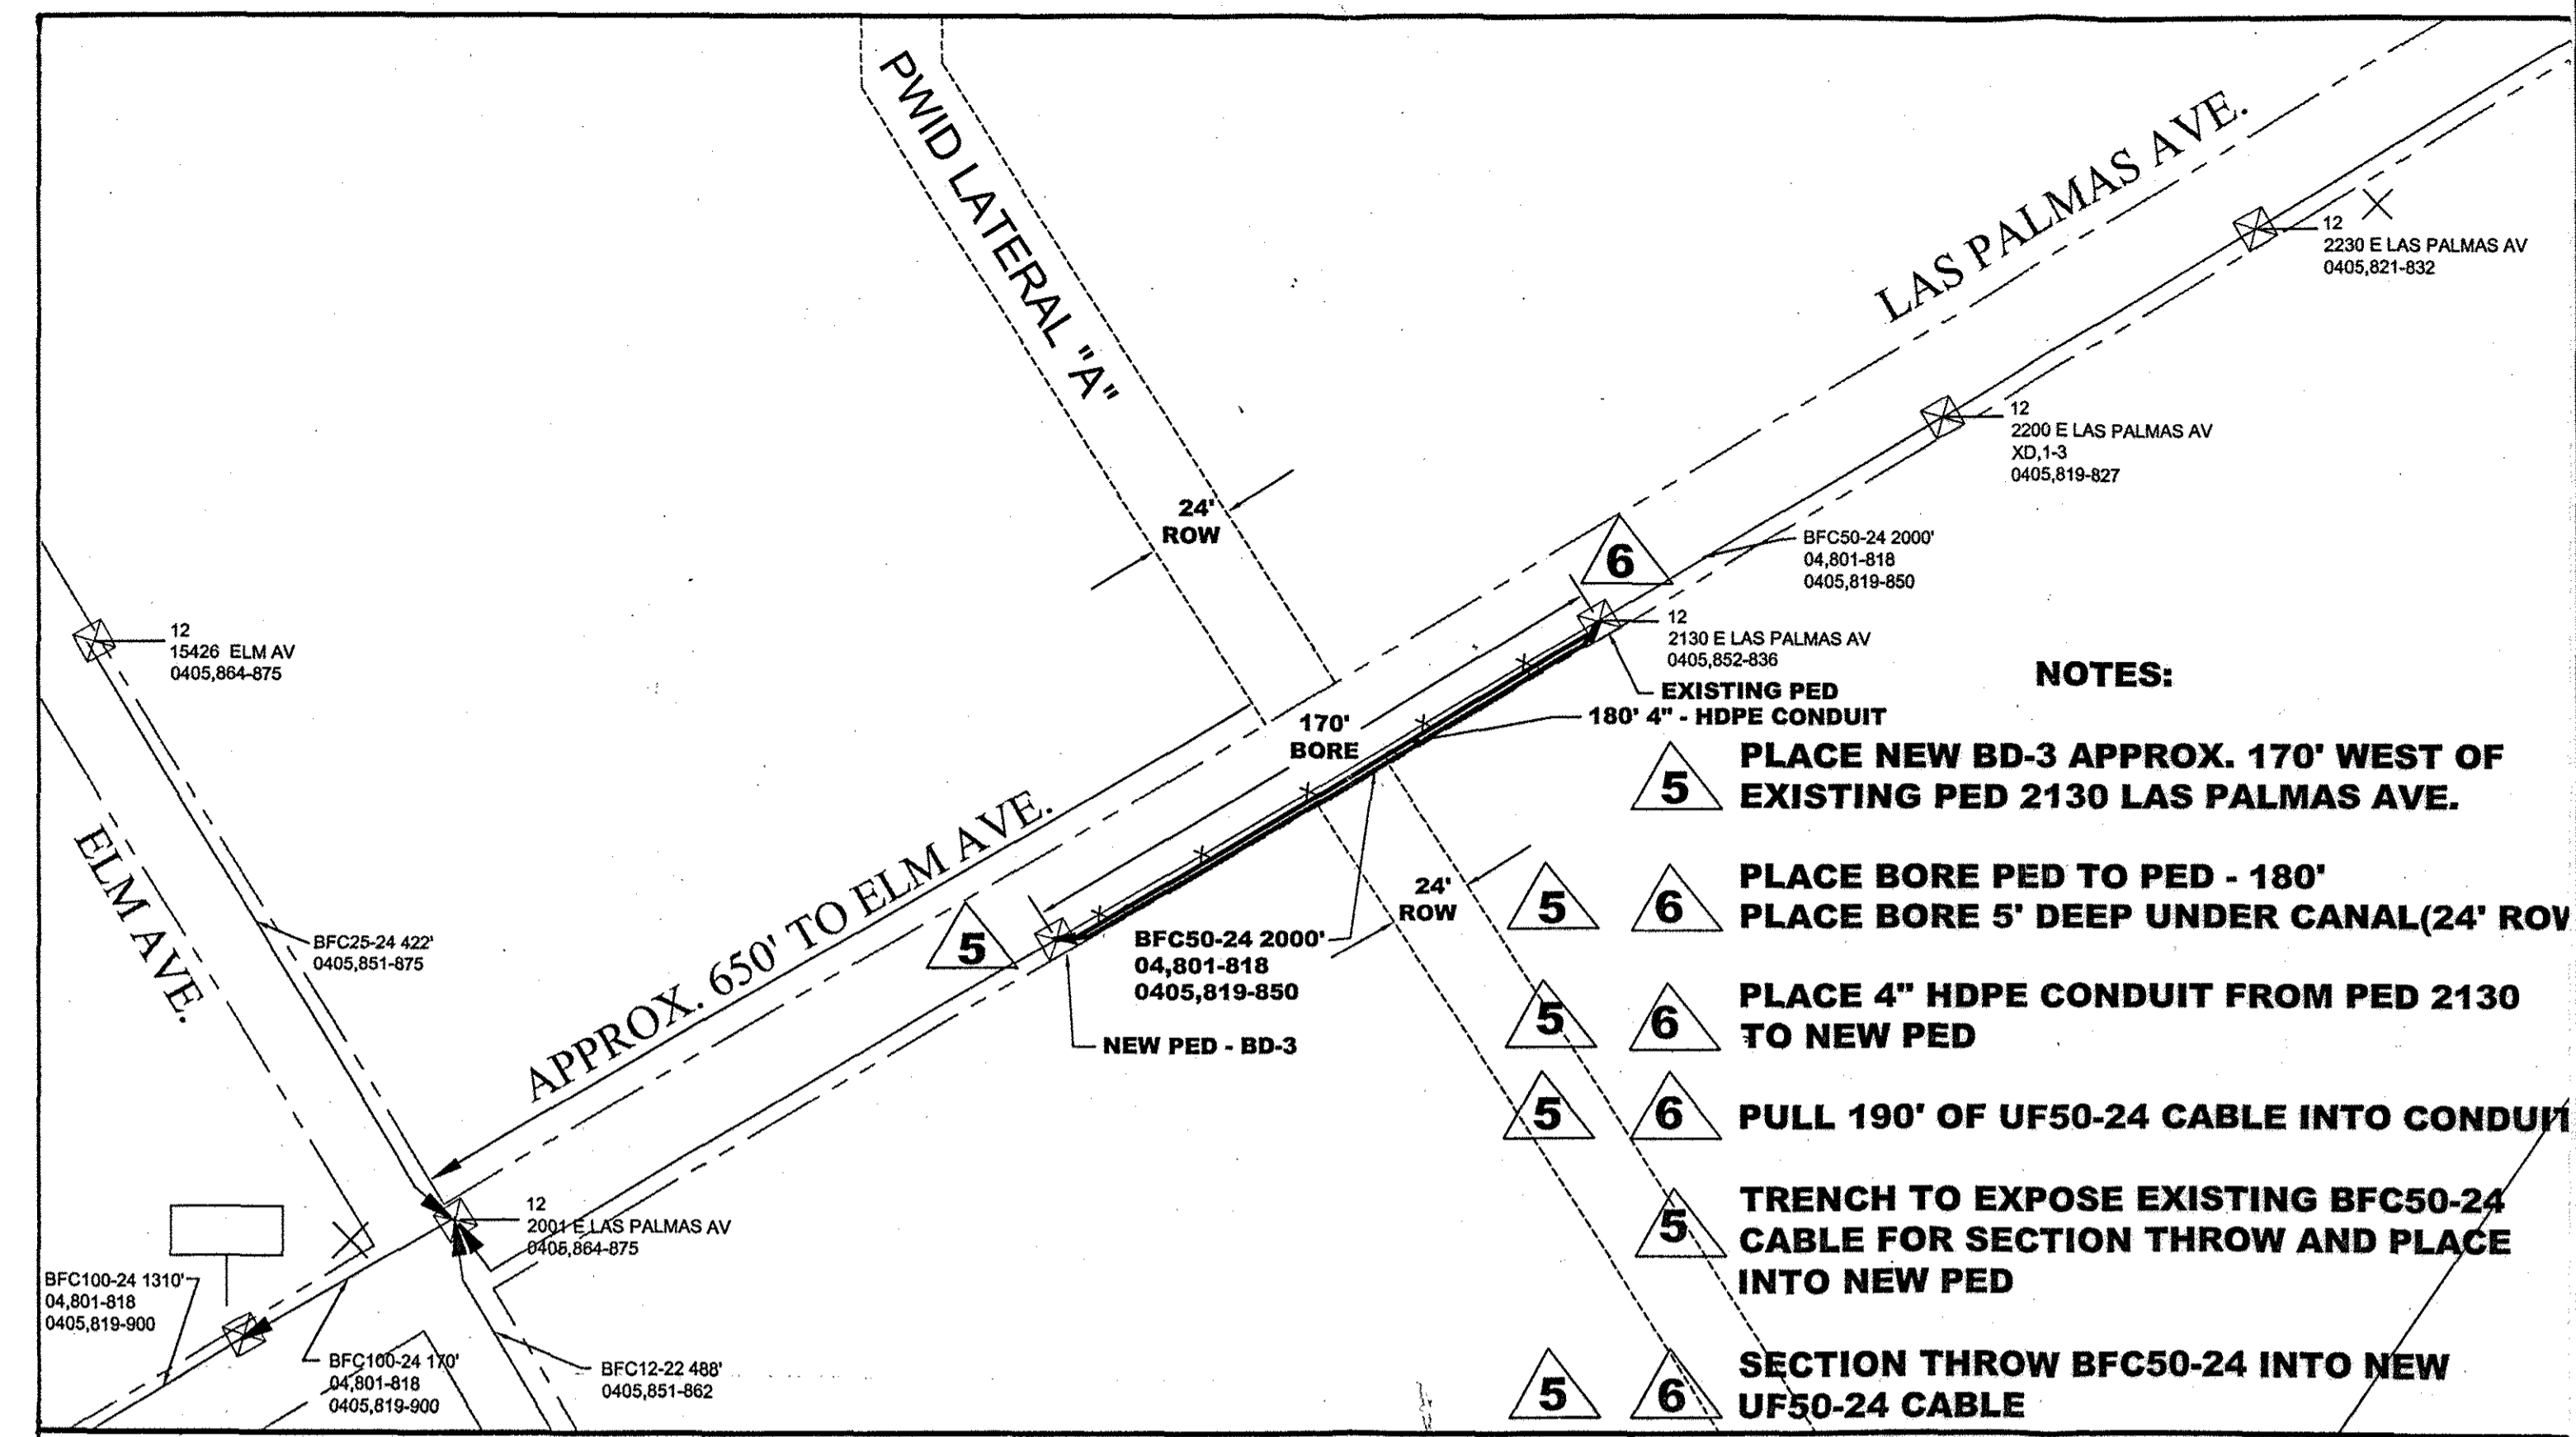 PWID LATERAL "A"
LAS PALMAS AVE.
12
2230 E LAS PALMAS AV
0405,821-832
12
2200 E LAS PALMAS AV
XD,1-3
0405,819-827
24'
ROW
6
BFC50-24 2000'
04,801-818
0405,819-850
12
15426 ELM AV
0405,864-875
12
2130 E LAS PALMAS AV
0405,852-836
EXISTING PED
180' 4" - HDPE CONDUIT
170'
BORE
ELM AVE.
APPROX. 650' TO ELM AVE.
BFC25-24 422'
0405,851-875
5
BFC50-24 2000'
04,801-818
0405,819-850
NEW PED - BD-3
24'
ROW
12
2001 E LAS PALMAS AV
0405,864-875
BFC100-24 1310'
04,801-818
0405,819-900
BFC100-24 170'
04,801-818
0405,819-900
BFC12-22 488'
0405,851-862
NOTES:
5 PLACE NEW BD-3 APPROX. 170' WEST OF
EXISTING PED 2130 LAS PALMAS AVE.
5 6 PLACE BORE PED TO PED - 180'
PLACE BORE 5' DEEP UNDER CANAL(24' ROW
5 6 PLACE 4" HDPE CONDUIT FROM PED 2130
TO NEW PED
5 6 PULL 190' OF UF50-24 CABLE INTO CONDUIT
5 TRENCH TO EXPOSE EXISTING BFC50-24
CABLE FOR SECTION THROW AND PLACE
INTO NEW PED
5 6 SECTION THROW BFC50-24 INTO NEW
UF50-24 CABLE